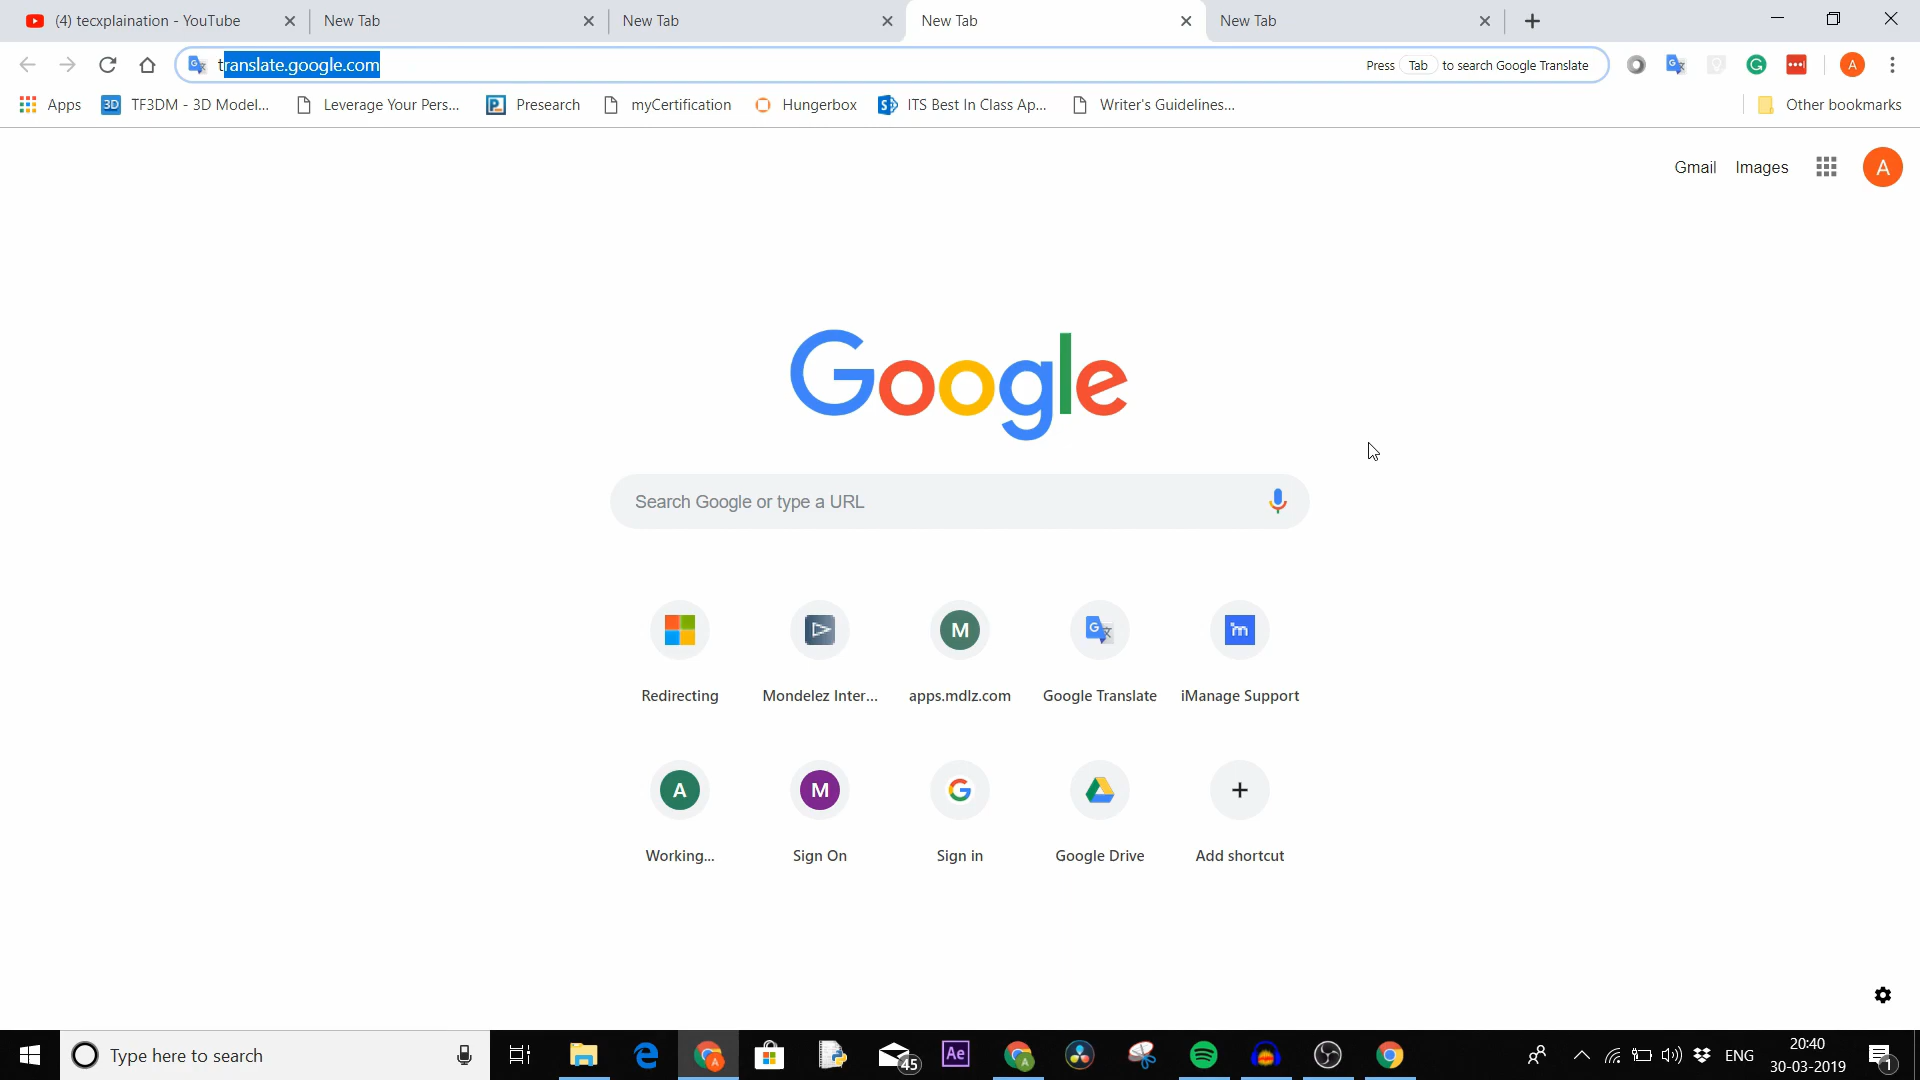 (4) tecxplaination - YouTube
New Tab
New Tab
New Tab
New Tab
translate.google.com
Press Tab to search Google Translate
A
Apps
3D
TF3DM - 3D Model...
Leverage Your Pers...
Presearch
myCertification
Hungerbox
ITS Best In Class Ap...
Writer's Guidelines...
Other bookmarks
Gmail
Images
A
Google
Search Google or type a URL
M
Redirecting
Mondelez Inter...
apps.mdlz.com
Google Translate
iManage Support
A
M
Working...
Sign On
Sign in
Google Drive
Add shortcut
Type here to search
45
Ae
ENG
20:40
30-03-2019
1